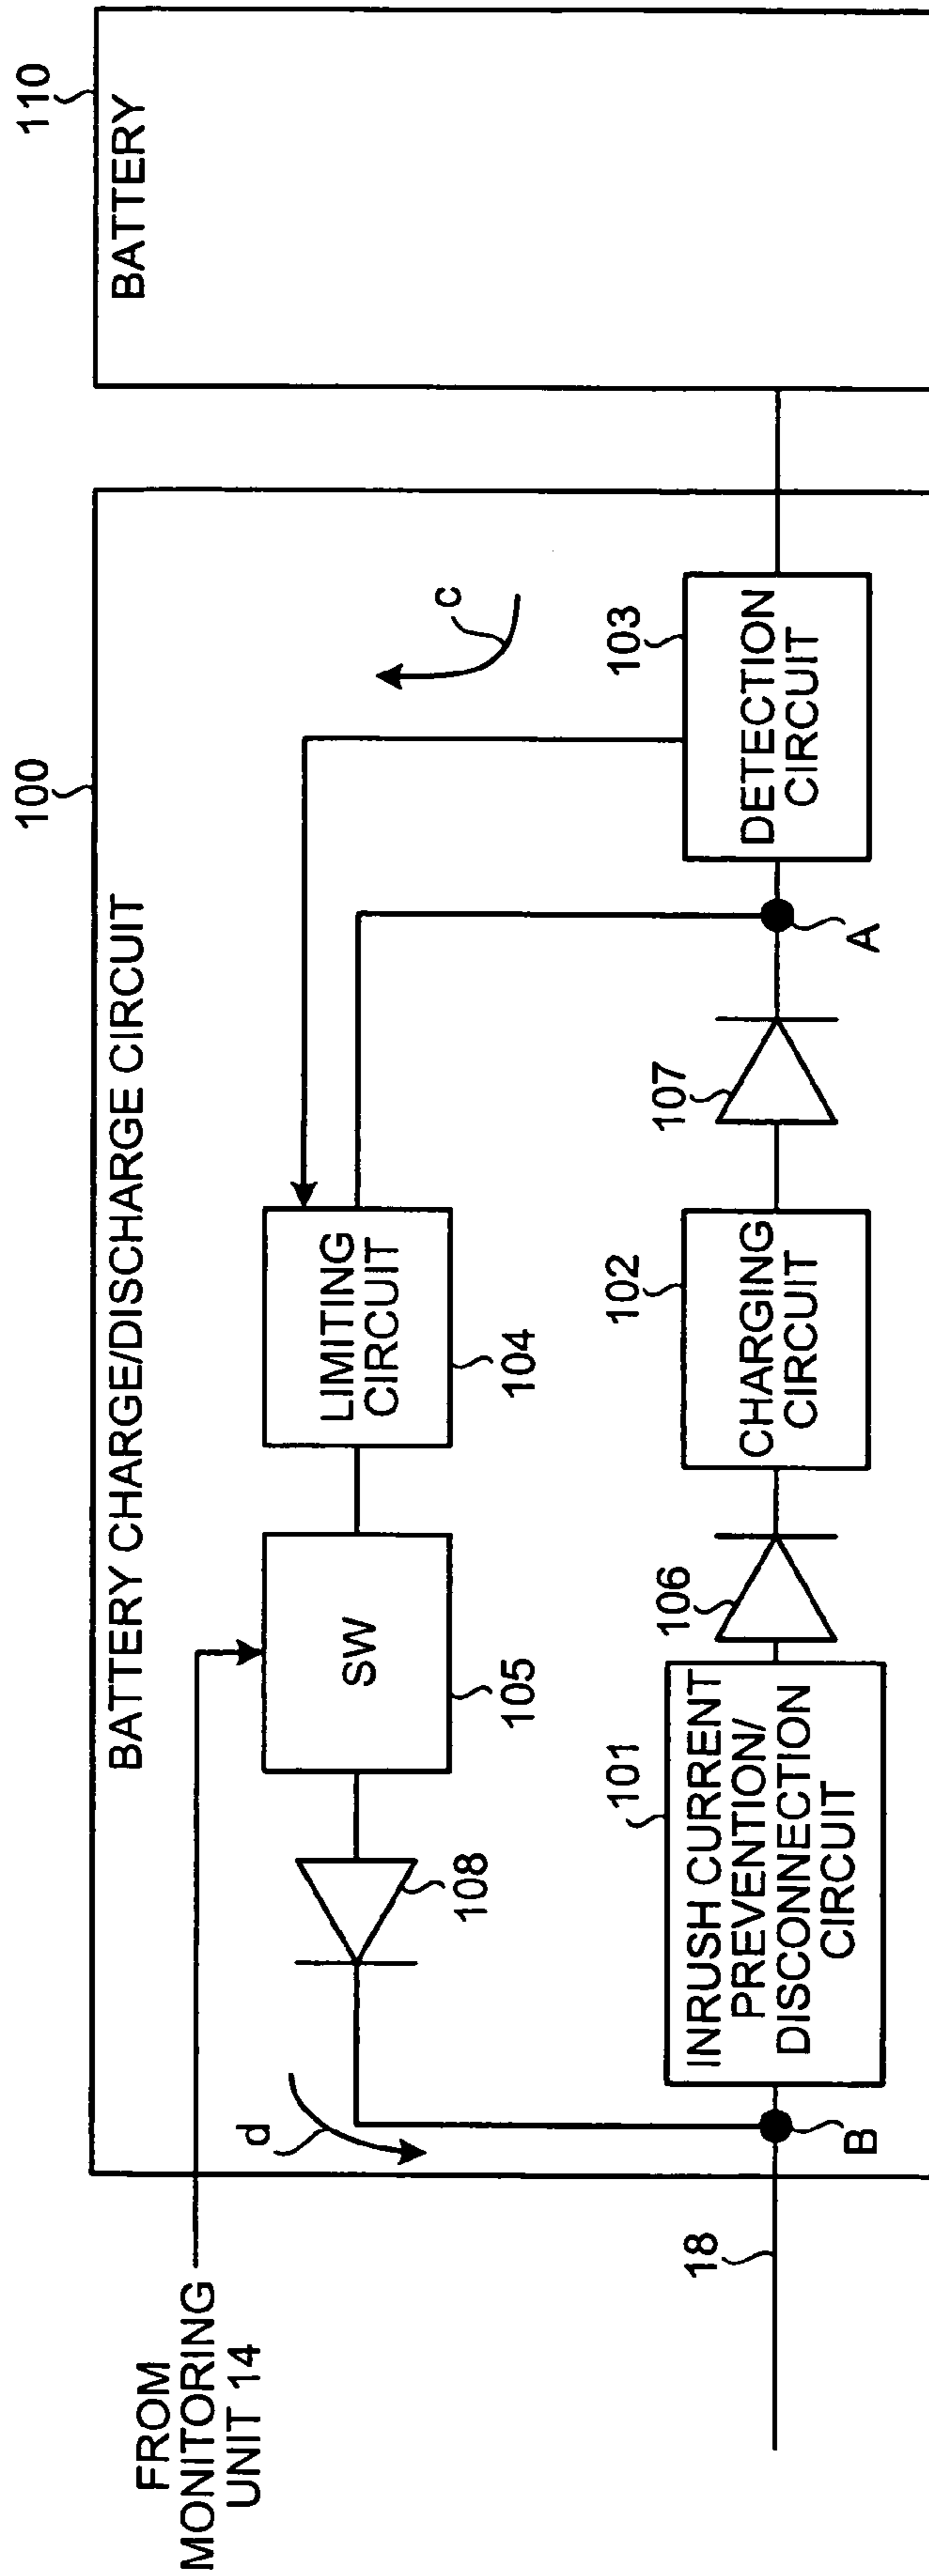 100
BATTERY CHARGE/DISCHARGE CIRCUIT
110
BATTERY
FROM
MONITORING
UNIT 14
d
108
SW
105
LIMITING
CIRCUIT
104
c
18
B
101
INRUSH CURRENT
PREVENTION/
DISCONNECTION
CIRCUIT
106
102
CHARGING
CIRCUIT
107
A
103
DETECTION
CIRCUIT